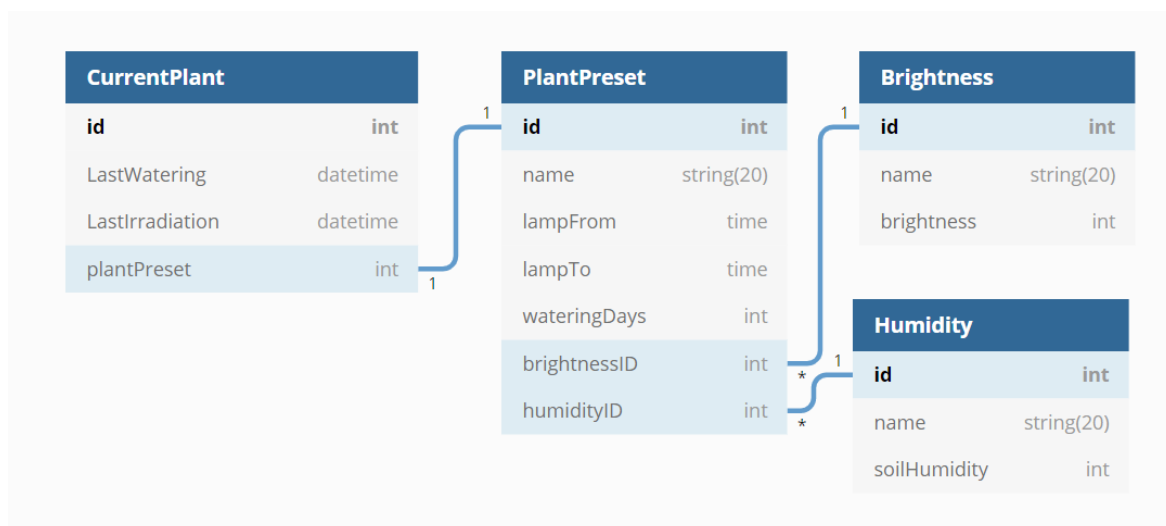 CurrentPlant
id int
LastWatering datetime
LastIrradiation datetime
plantPreset int
1
1
PlantPreset
id int
name string(20)
lampFrom time
lampTo time
wateringDays int
brightnessID int
humidityID int
*
*
1
1
Brightness
id int
name string(20)
brightness int
Humidity
id int
name string(20)
soilHumidity int